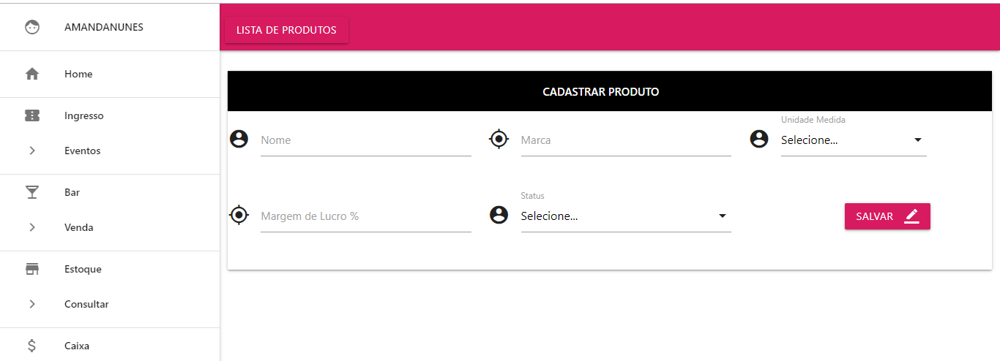 AMANDANUNES
Home
Ingresso
Eventos
Bar
Venda
Estoque
Consultar
Caixa
LISTA DE PRODUTOS
CADASTRAR PRODUTO
Nome
Marca
Unidade Medida
Selecione...
Margem de Lucro %
Status
Selecione...
SALVAR